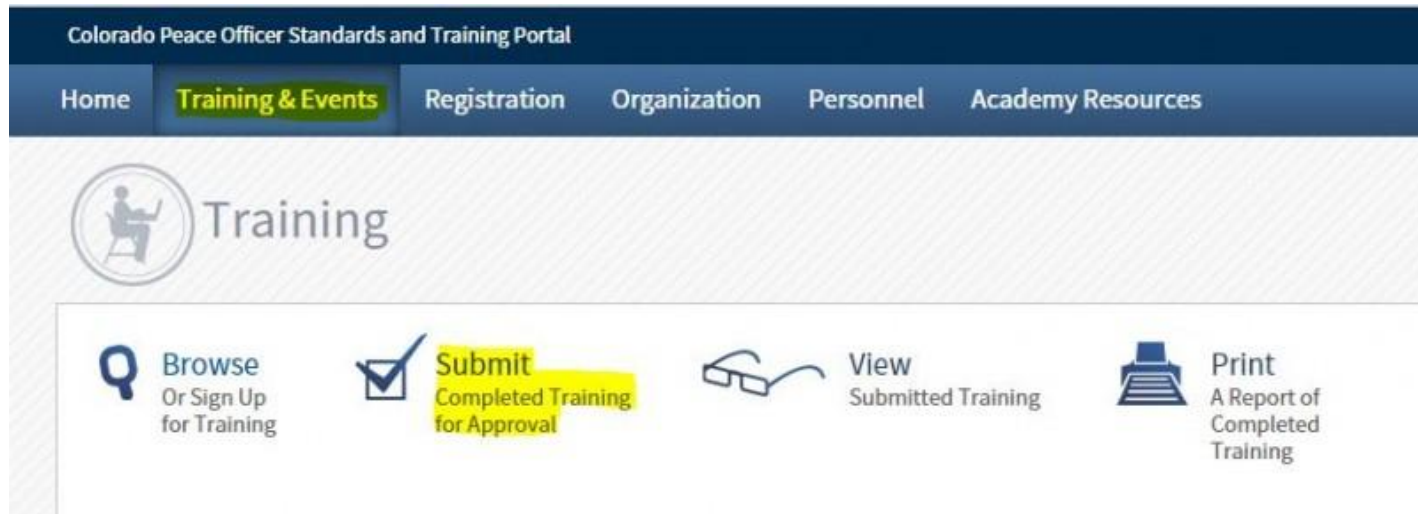 Colorado Peace Officer Standards and Training Portal
Home Training & Events Registration Organization Personnel Academy Resources
Training
Browse
Or Sign Up
for Training
Submit
Completed Training
for Approval
View
Submitted Training
Print
A Report of
Completed
Training